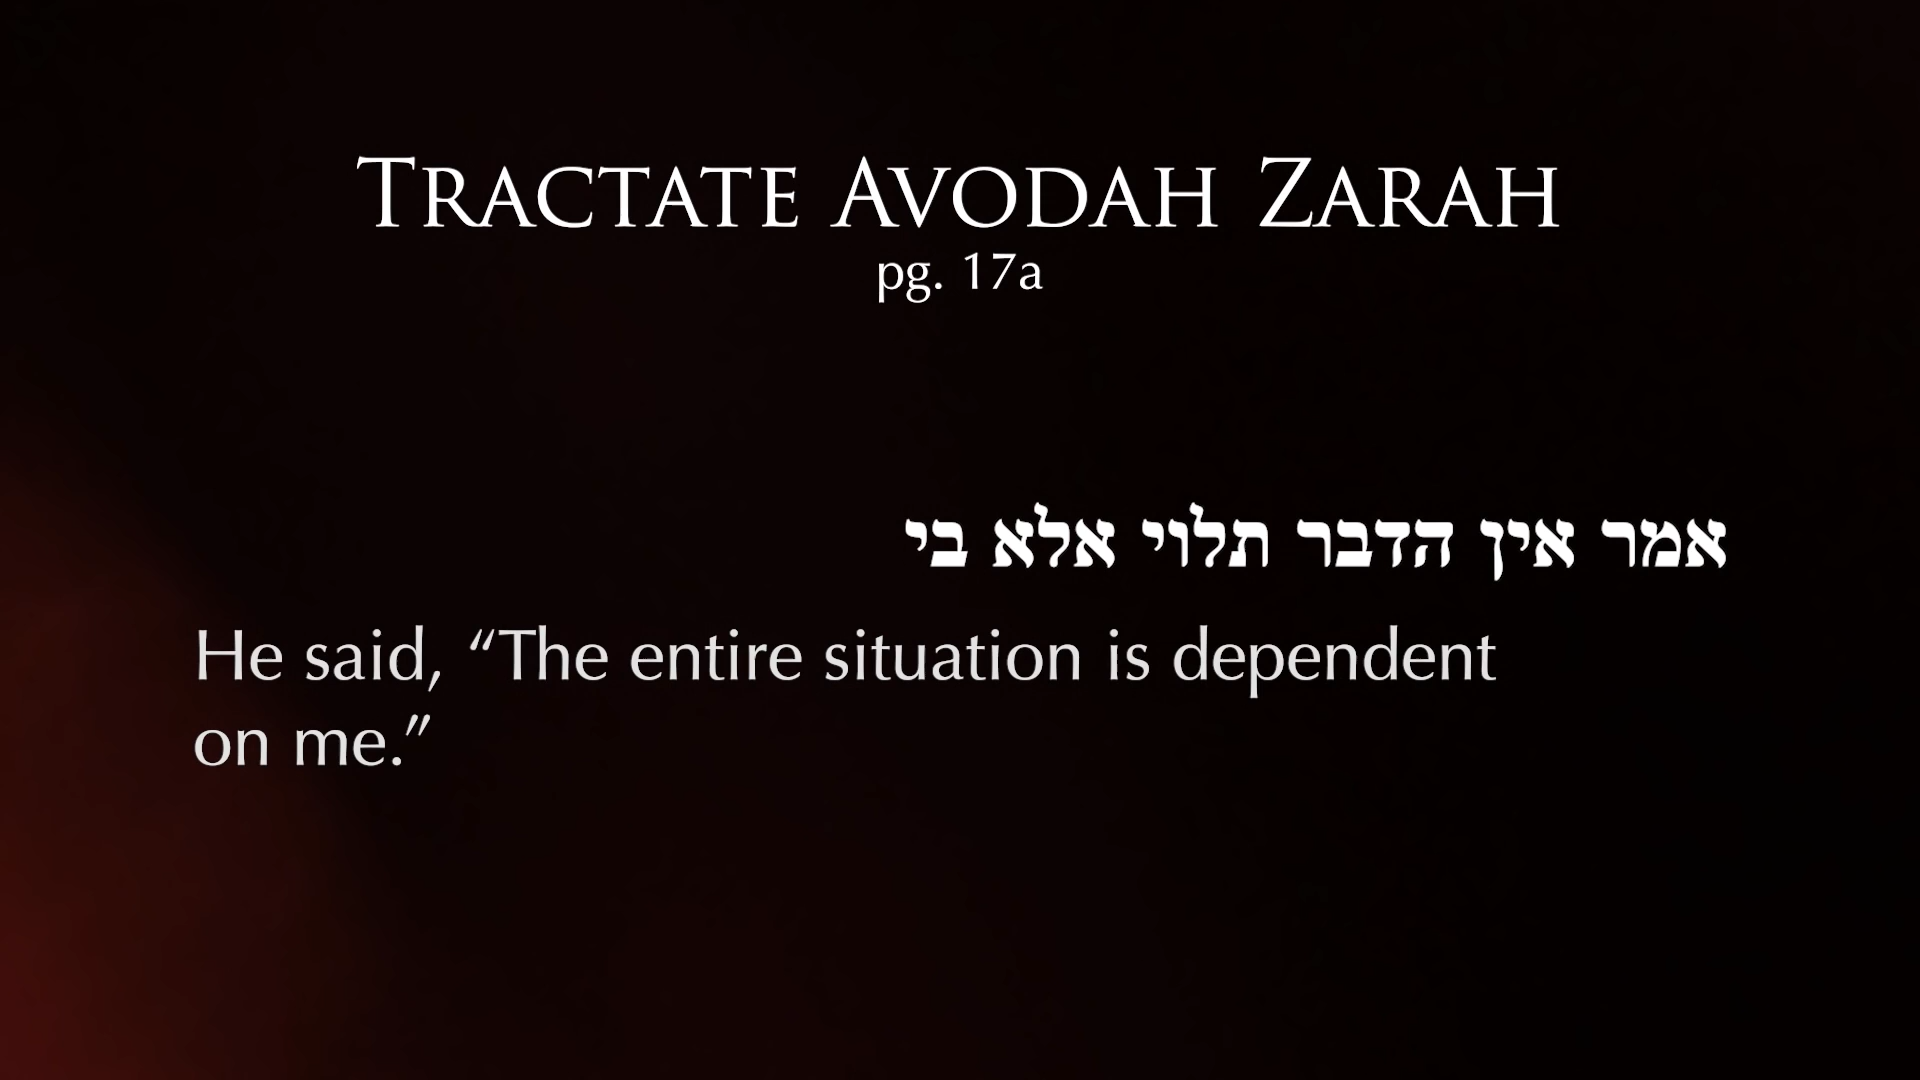 TRACTATE AVODAH ZARAH
pg. 17a
אמר אין הדבר תלוי אלא בי
He said, “The entire situation is dependent
on me.”